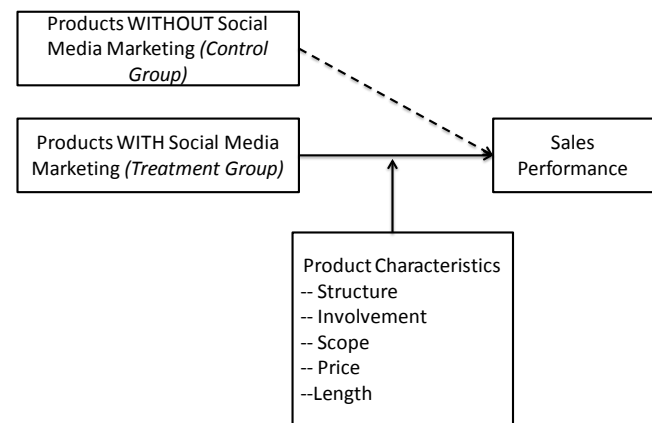 Products WITHOUT Social
Media Marketing (Control
Group)
Products WITH Social Media
Marketing (Treatment Group)
Sales
Performance
Product Characteristics
-- Structure
-- Involvement
-- Scope
-- Price
--Length